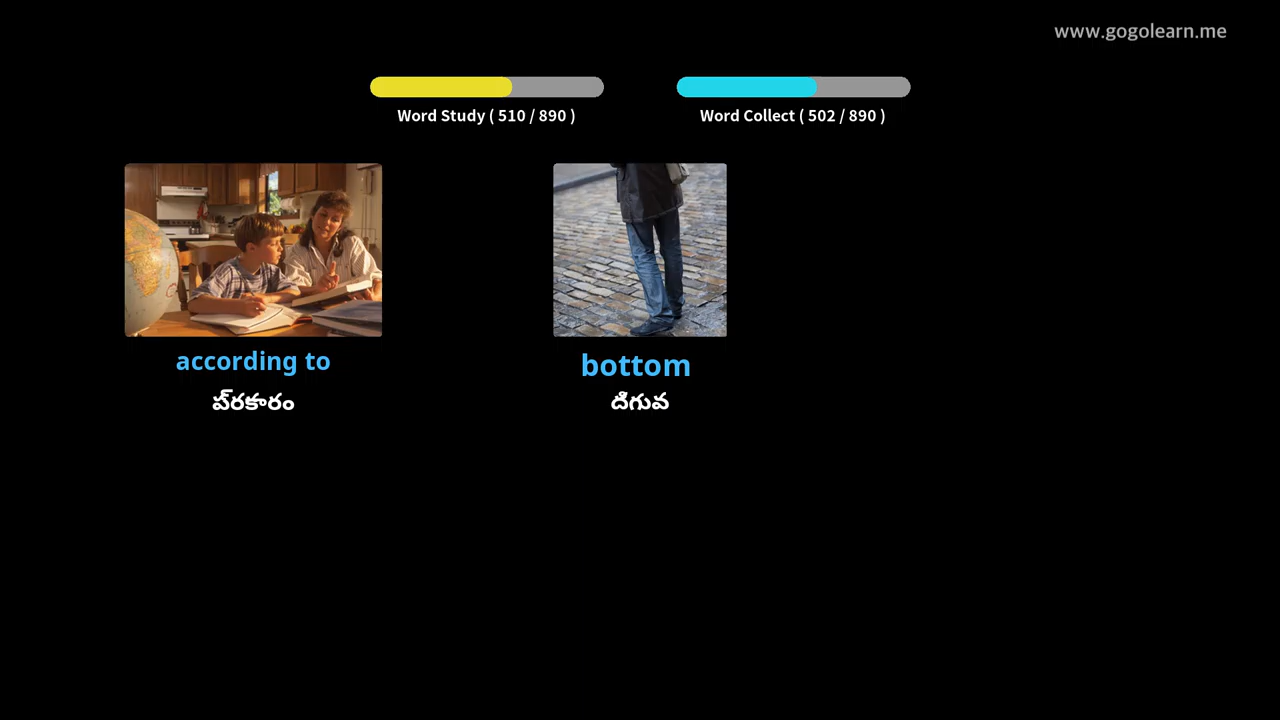 www.gogolearn.me
Word Study ( 510 / 890 )
Word Collect ( 502 / 890 )
according to
ప్రకారం
bottom
దిగువ